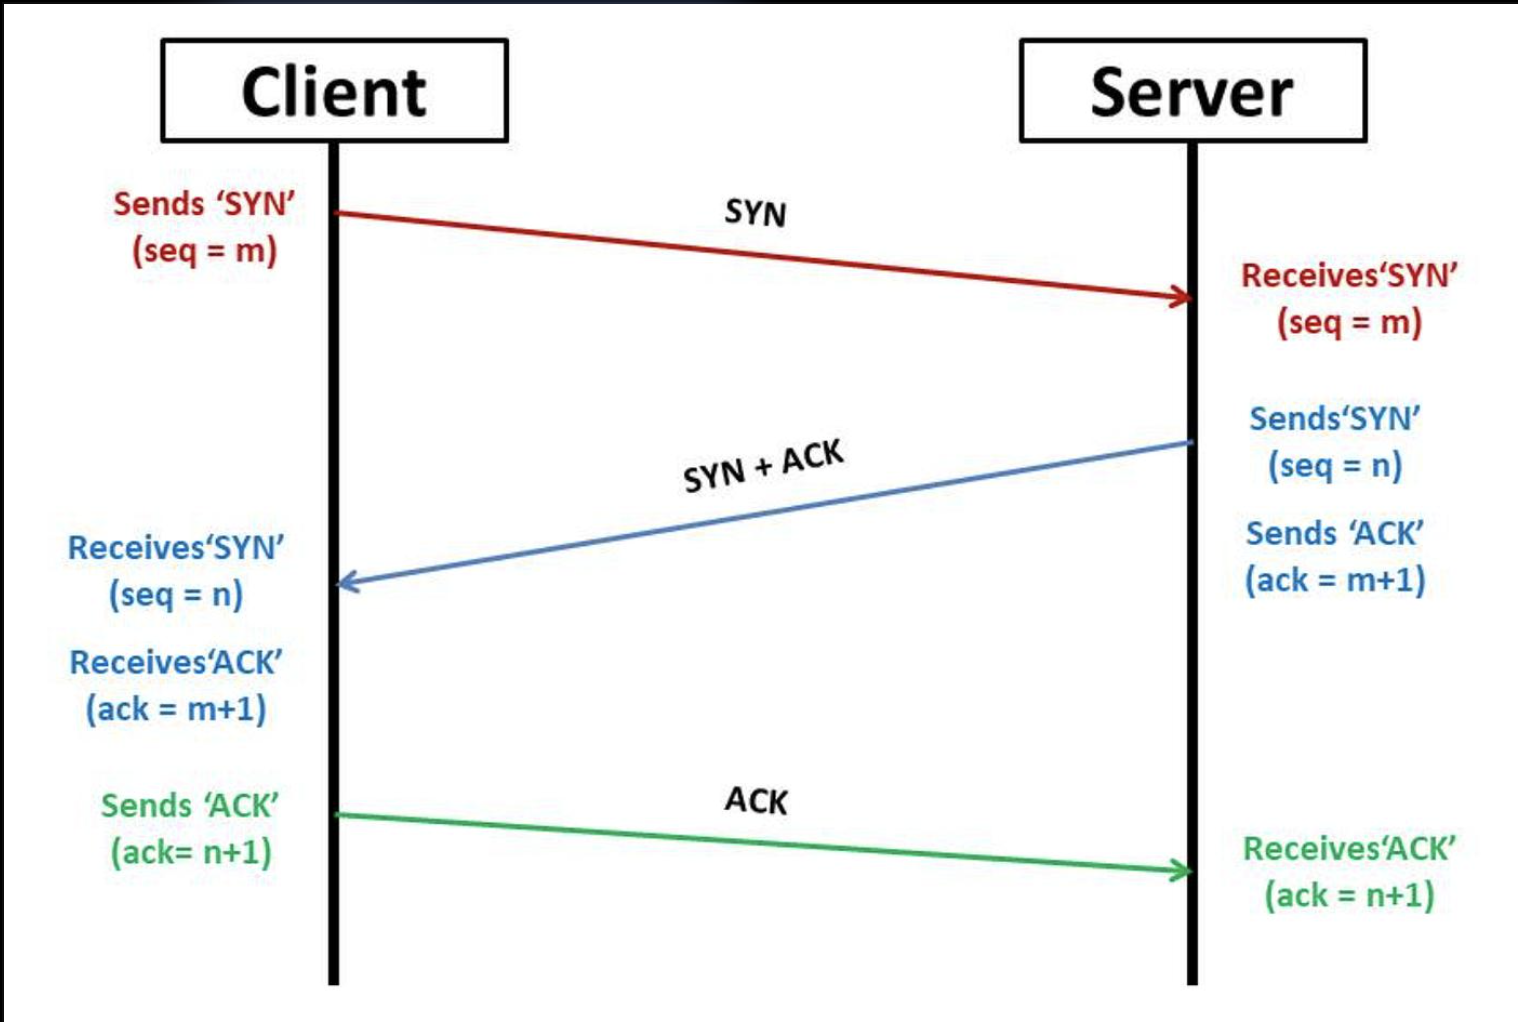 Client
Server
Sends ‘SYN’
(seq = m)
SYN
Receives‘SYN’
(seq = m)
Sends‘SYN’
(seq = n)
SYN + ACK
Sends ‘ACK’
(ack = m+1)
Receives‘SYN’
(seq = n)
Receives‘ACK’
(ack = m+1)
Sends ‘ACK’
(ack= n+1)
ACK
Receives‘ACK’
(ack = n+1)